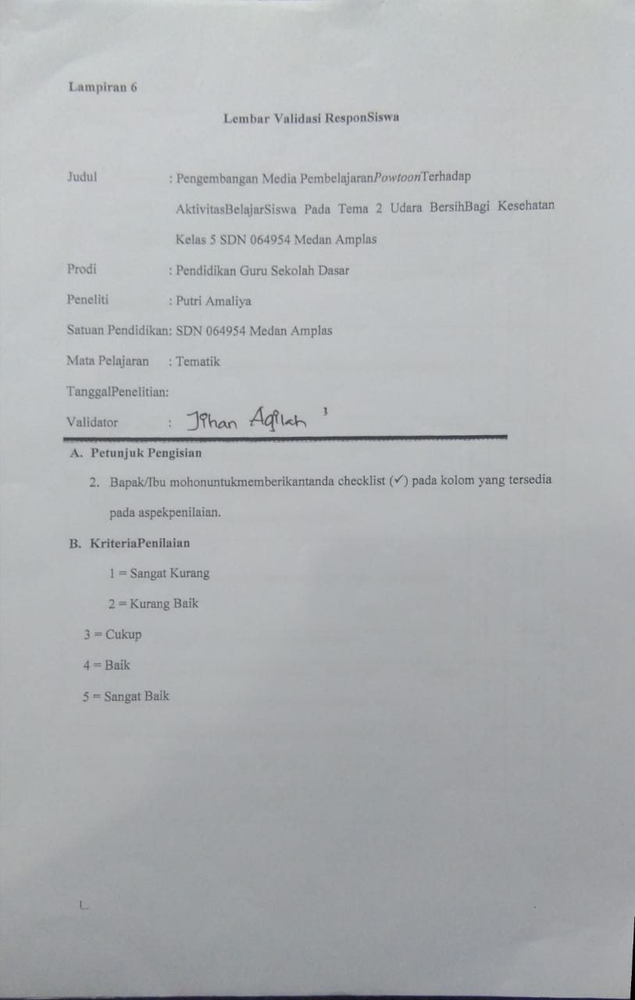 Lampiran 6
Lembar Validasi ResponSiswa
Judul : Pengembangan Media PembelajaranPowtoonTerhadap
AktivitasBelajarSiswa Pada Tema 2 Udara BersihBagi Kesehatan
Kelas 5 SDN 064954 Medan Amplas
Prodi : Pendidikan Guru Sekolah Dasar
Peneliti : Putri Amaliya
Satuan Pendidikan: SDN 064954 Medan Amplas
Mata Pelajaran : Tematik
TanggalPenelitian:
Validator : Jihan Aqilah 3
A. Petunjuk Pengisian
2. Bapak/Ibu mohonuntukmemberikantanda checklist (✓) pada kolom yang tersedia
pada aspekpenilaian.
B. KriteriaPenilaian
1 = Sangat Kurang
2 = Kurang Baik
3 = Cukup
4 = Baik
5 = Sangat Baik